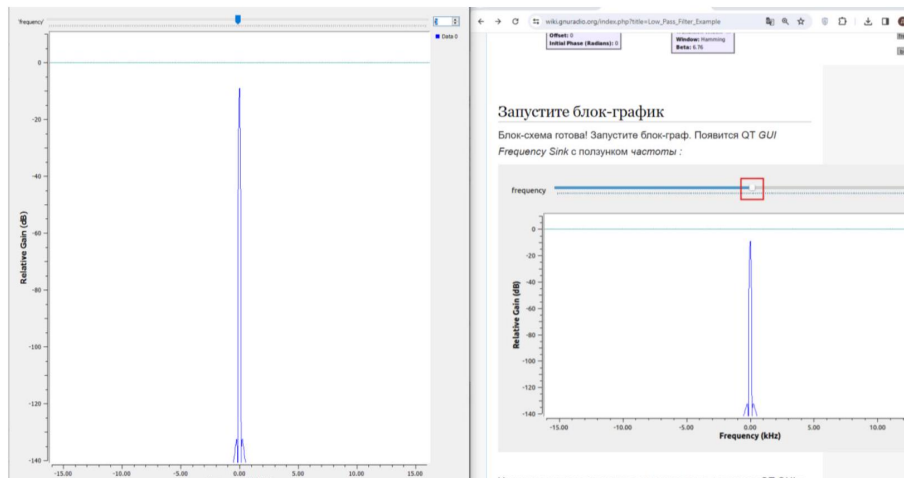 'Frequency'
Data 0
0
-20
-40
-60
-80
-100
-120
-140
Relative Gain (dB)
-15.00
-10.00
-5.00
0.00
5.00
10.00
15.00
wiki.gnuradio.org/index.php?title=Low_Pass_Filter_Example
Offset: 0
Initial Phase (Radians): 0
Window: Hamming
Beta: 6.76
Запустите блок-график
Блок-схема готова! Запустите блок-граф. Появится QT GUI
Frequency Sink с ползунком частоты :
frequency
0
-20
-40
-60
-80
-100
-120
-140
Relative Gain (dB)
-15.00
-10.00
-5.00
0.00
5.00
10.00
Frequency (kHz)